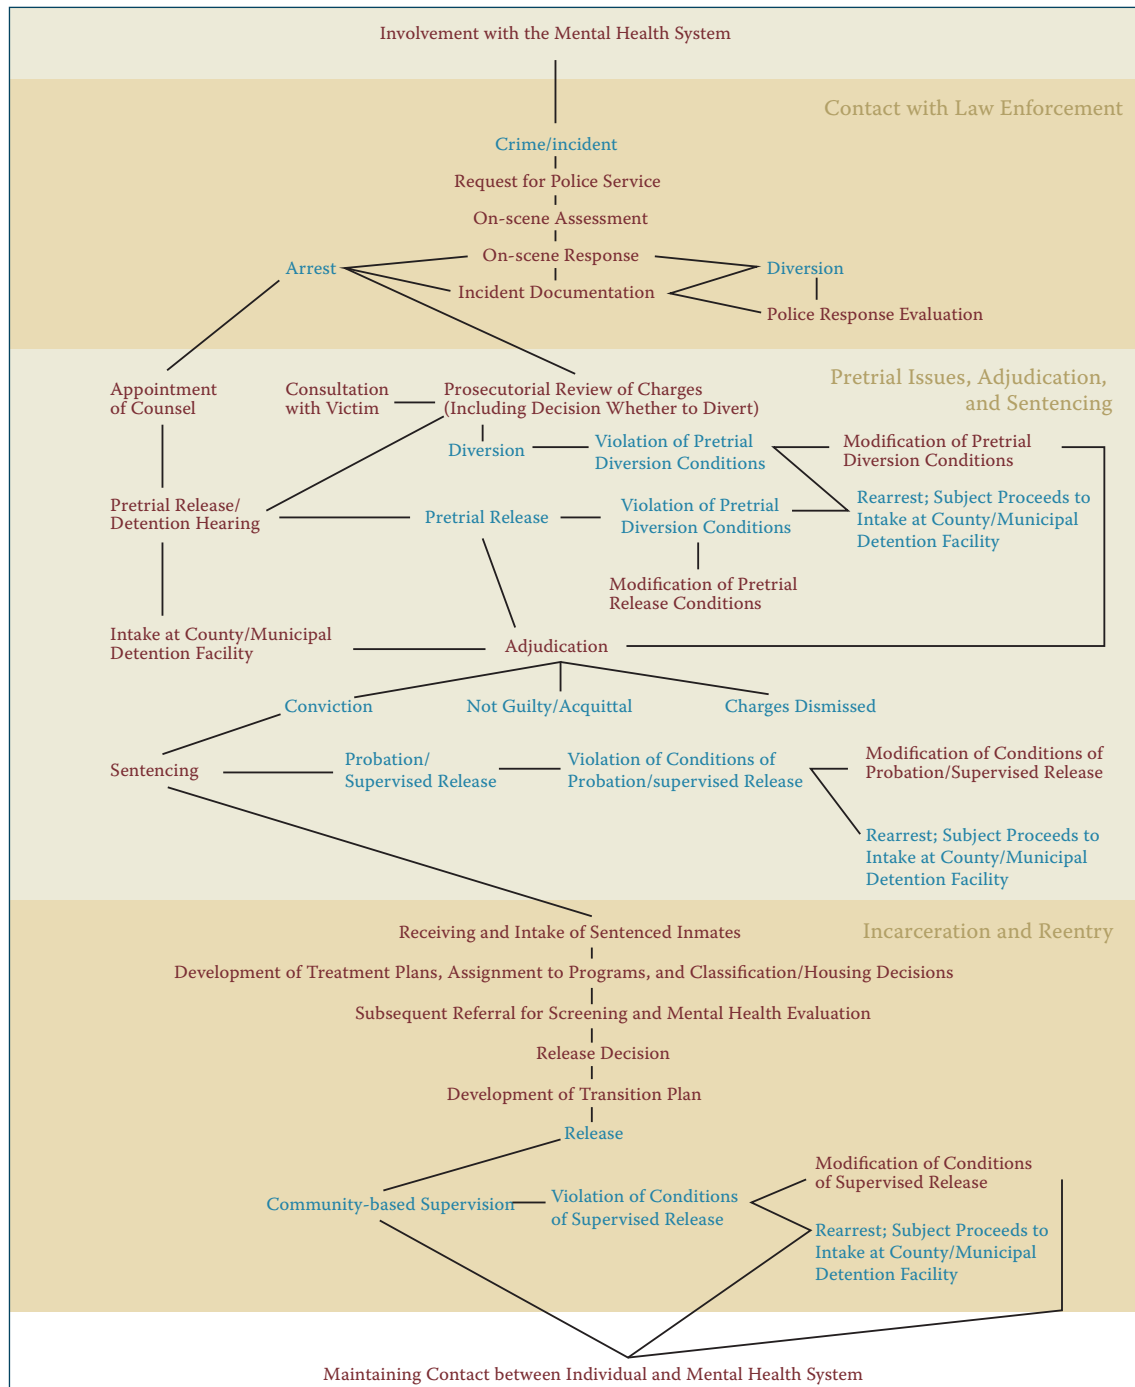 Involvement with the Mental Health System
Contact with Law Enforcement
Crime/incident
Request for Police Service
On-scene Assessment
On-scene Response
Arrest
Diversion
Incident Documentation
Police Response Evaluation
Pretrial Issues, Adjudication,
and Sentencing
Appointment
of Counsel
Consultation
with Victim
Prosecutorial Review of Charges
(Including Decision Whether to Divert)
Diversion
Violation of Pretrial
Diversion Conditions
Modification of Pretrial
Diversion Conditions
Pretrial Release/
Detention Hearing
Pretrial Release
Violation of Pretrial
Diversion Conditions
Rearrest; Subject Proceeds to
Intake at County/Municipal
Detention Facility
Modification of Pretrial
Release Conditions
Intake at County/Municipal
Detention Facility
Adjudication
Conviction
Not Guilty/Acquittal
Charges Dismissed
Sentencing
Probation/
Supervised Release
Violation of Conditions of
Probation/supervised Release
Modification of Conditions of
Probation/Supervised Release
Rearrest; Subject Proceeds to
Intake at County/Municipal
Detention Facility
Incarceration and Reentry
Receiving and Intake of Sentenced Inmates
Development of Treatment Plans, Assignment to Programs, and Classification/Housing Decisions
Subsequent Referral for Screening and Mental Health Evaluation
Release Decision
Development of Transition Plan
Release
Community-based Supervision
Violation of Conditions
of Supervised Release
Modification of Conditions
of Supervised Release
Rearrest; Subject Proceeds to
Intake at County/Municipal
Detention Facility
Maintaining Contact between Individual and Mental Health System